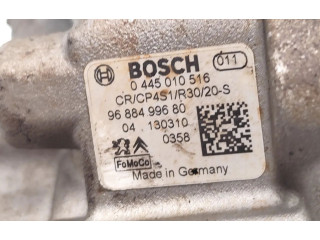 BOSCH 011
0 445 010 516
CR/CP4S1/R30/20-S
96 884 996 80
04 130310
0358
FoMoCo
Made in Germany